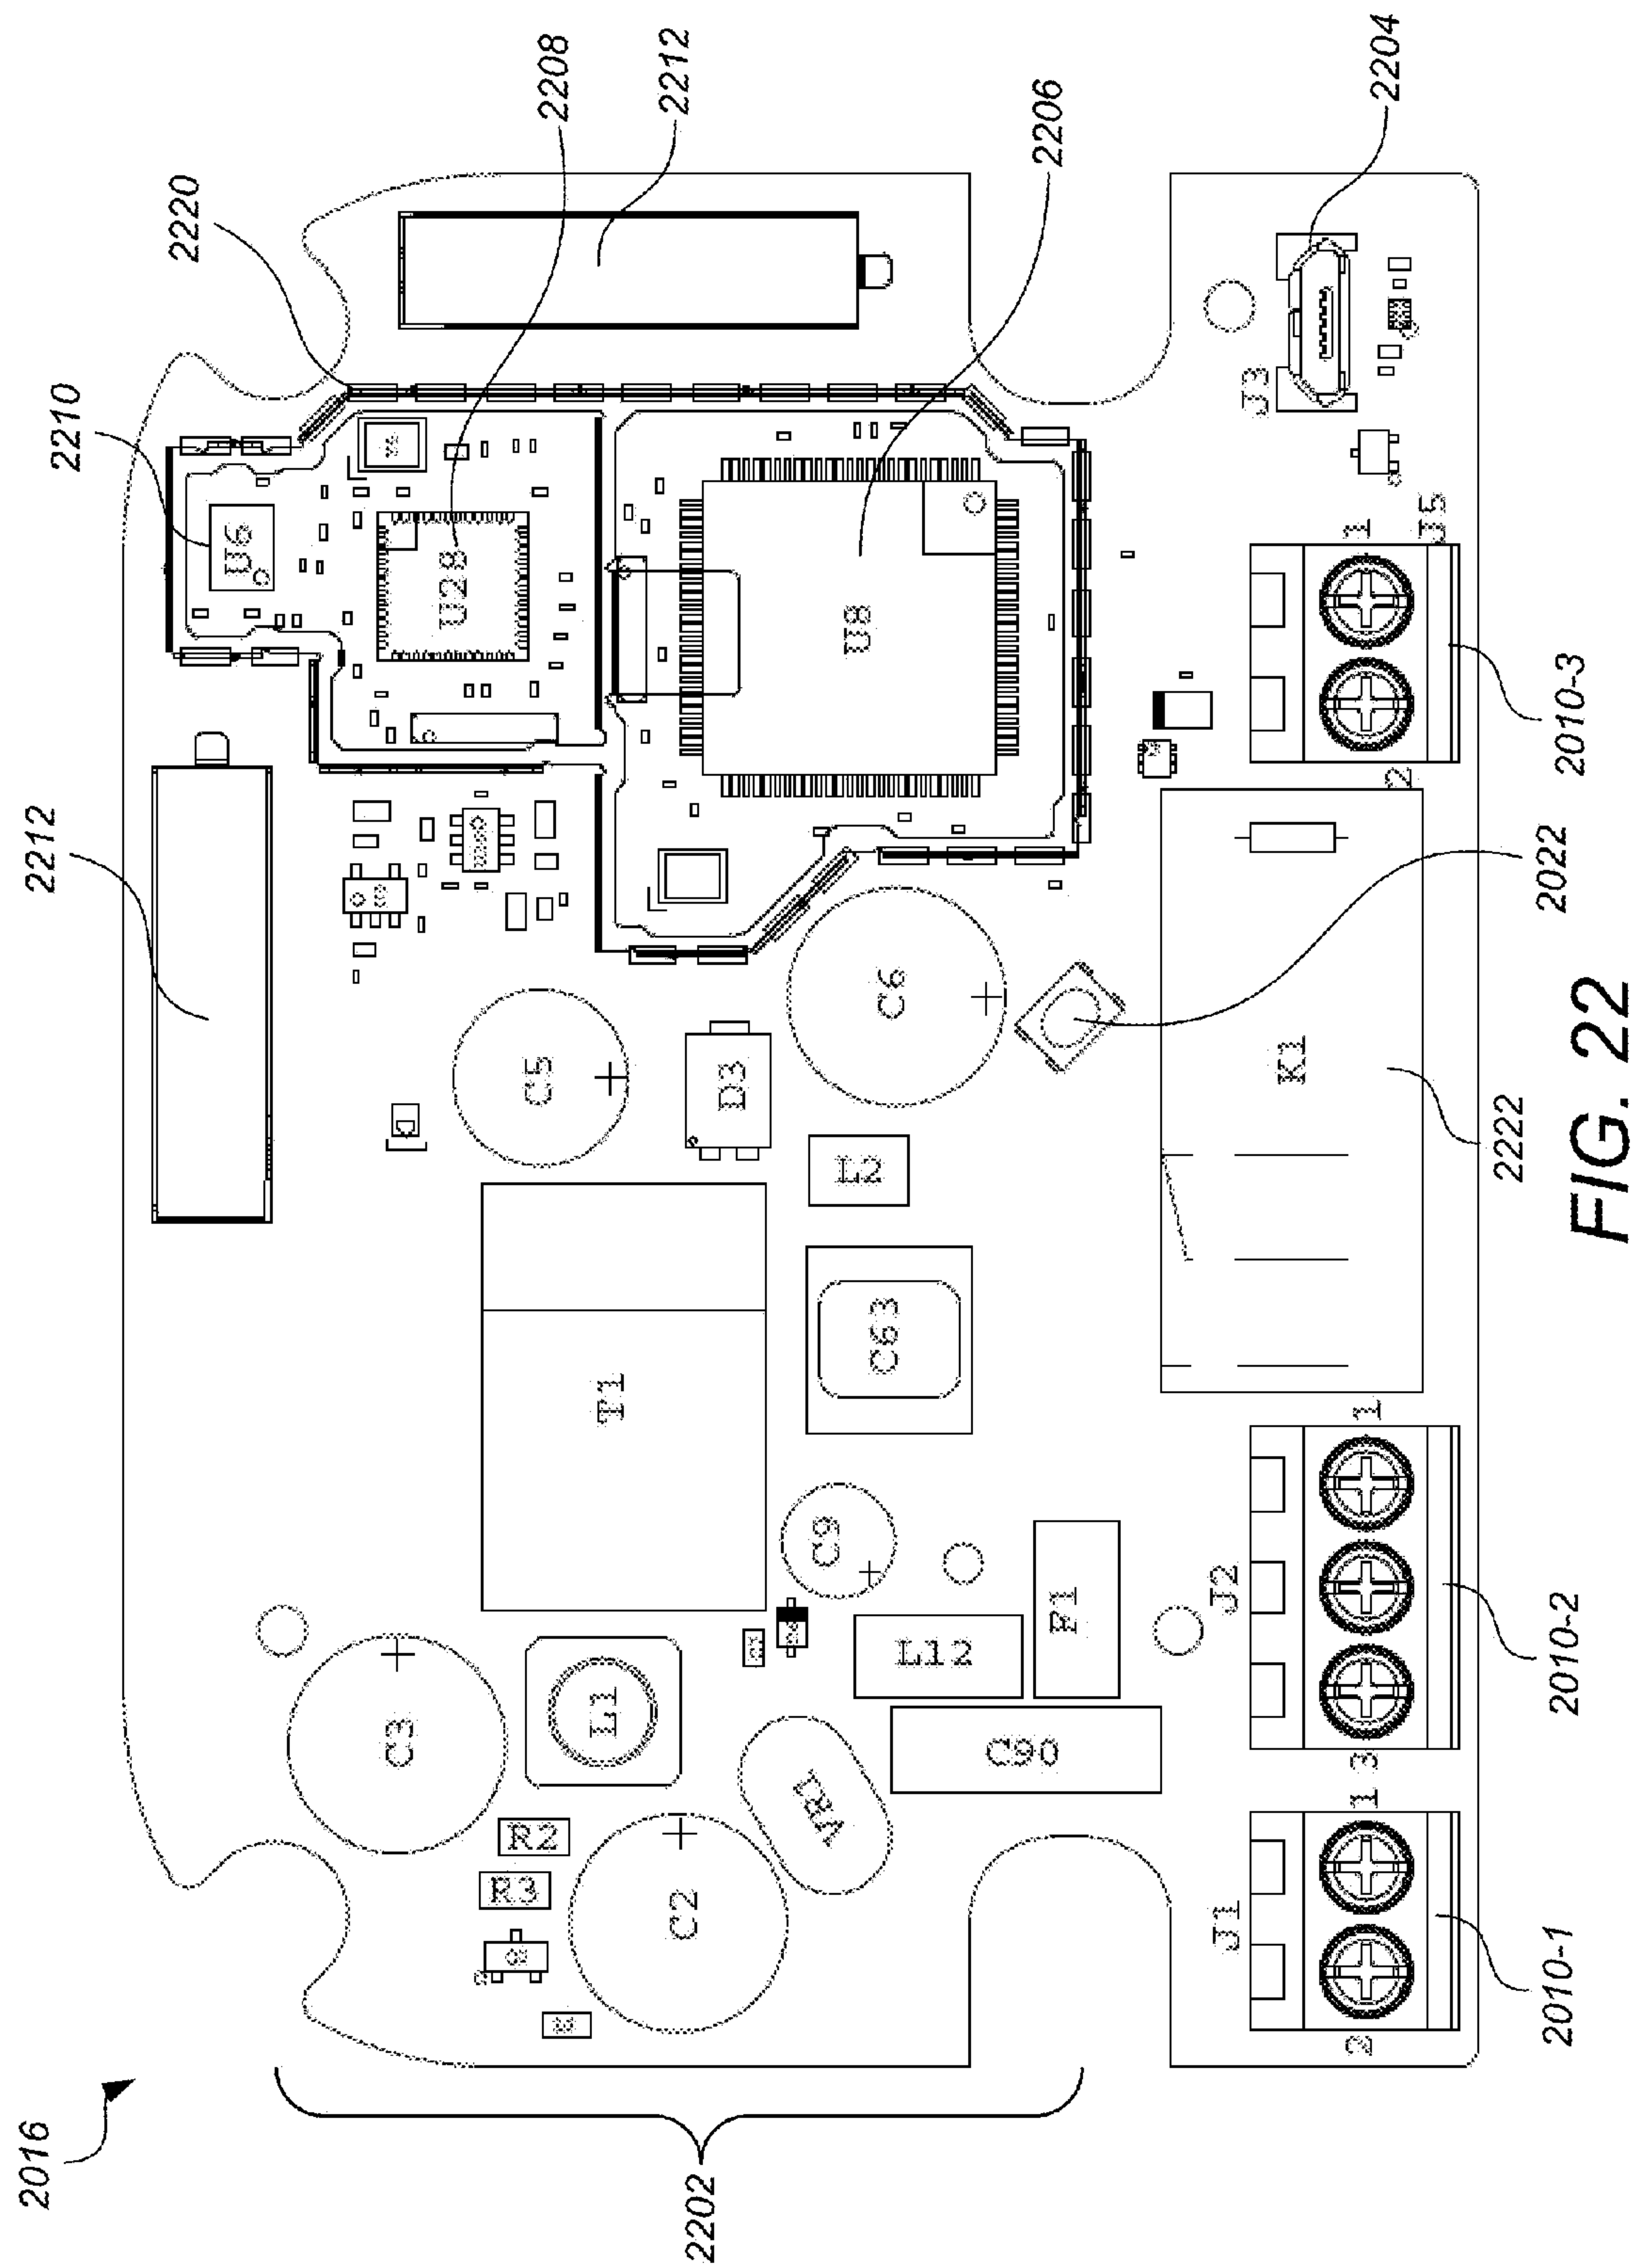 2016
2202
2212
2210
2220
2208
2212
2206
2204
U6
U28
U8
C5
C6
D3
L2
T1
C63
C9
C3
L1
R2
R3
C2
VR1
L12
F1
C90
K1
J3
J5
1
2
J2
1
3
J1
1
2
2010-1
2010-2
2222
2022
2010-3
FIG. 22